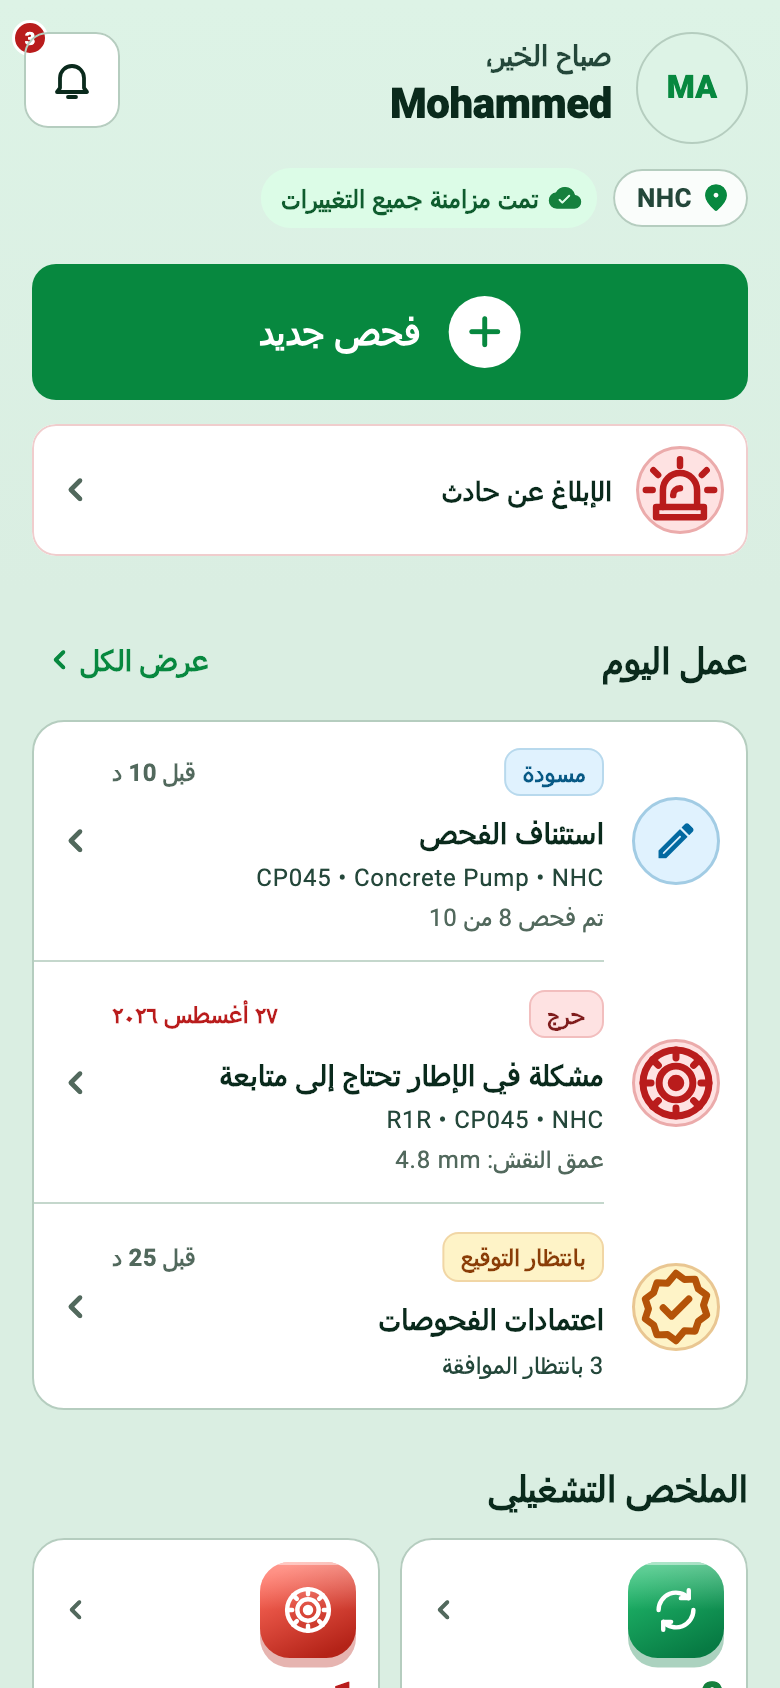 MA
صباح الخير،
Mohammed
3
NHC
تمت مزامنة جميع التغييرات
فحص جديد
الإبلاغ عن حادث
عمل اليوم
عرض الكل
مسودة
قبل 10 د
استئناف الفحص
CP045 • Concrete Pump • NHC
تم فحص 8 من 10
حرج
٢٧ أغسطس ٢٠٢٦
مشكلة في الإطار تحتاج إلى متابعة
R1R • CP045 • NHC
عمق النقش: 4.8 mm
بانتظار التوقيع
قبل 25 د
اعتمادات الفحوصات
3 بانتظار الموافقة
الملخص التشغيلي